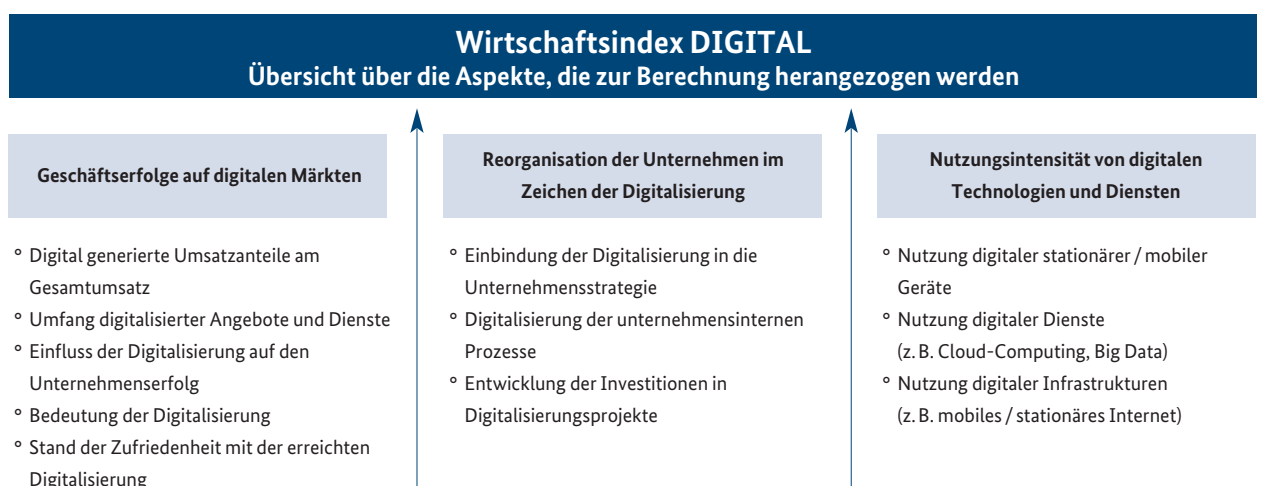 Wirtschaftsindex DIGITAL
Übersicht über die Aspekte, die zur Berechnung herangezogen werden
Geschäftserfolge auf digitalen Märkten
° Digital generierte Umsatzanteile am
Gesamtumsatz
° Umfang digitalisierter Angebote und Dienste
° Einfluss der Digitalisierung auf den
Unternehmenserfolg
° Bedeutung der Digitalisierung
° Stand der Zufriedenheit mit der erreichten
Digitalisierung
Reorganisation der Unternehmen im
Zeichen der Digitalisierung
° Einbindung der Digitalisierung in die
Unternehmensstrategie
° Digitalisierung der unternehmensinternen
Prozesse
° Entwicklung der Investitionen in
Digitalisierungsprojekte
Nutzungsintensität von digitalen
Technologien und Diensten
° Nutzung digitaler stationärer / mobiler
Geräte
° Nutzung digitaler Dienste
(z. B. Cloud-Computing, Big Data)
° Nutzung digitaler Infrastrukturen
(z. B. mobiles / stationäres Internet)